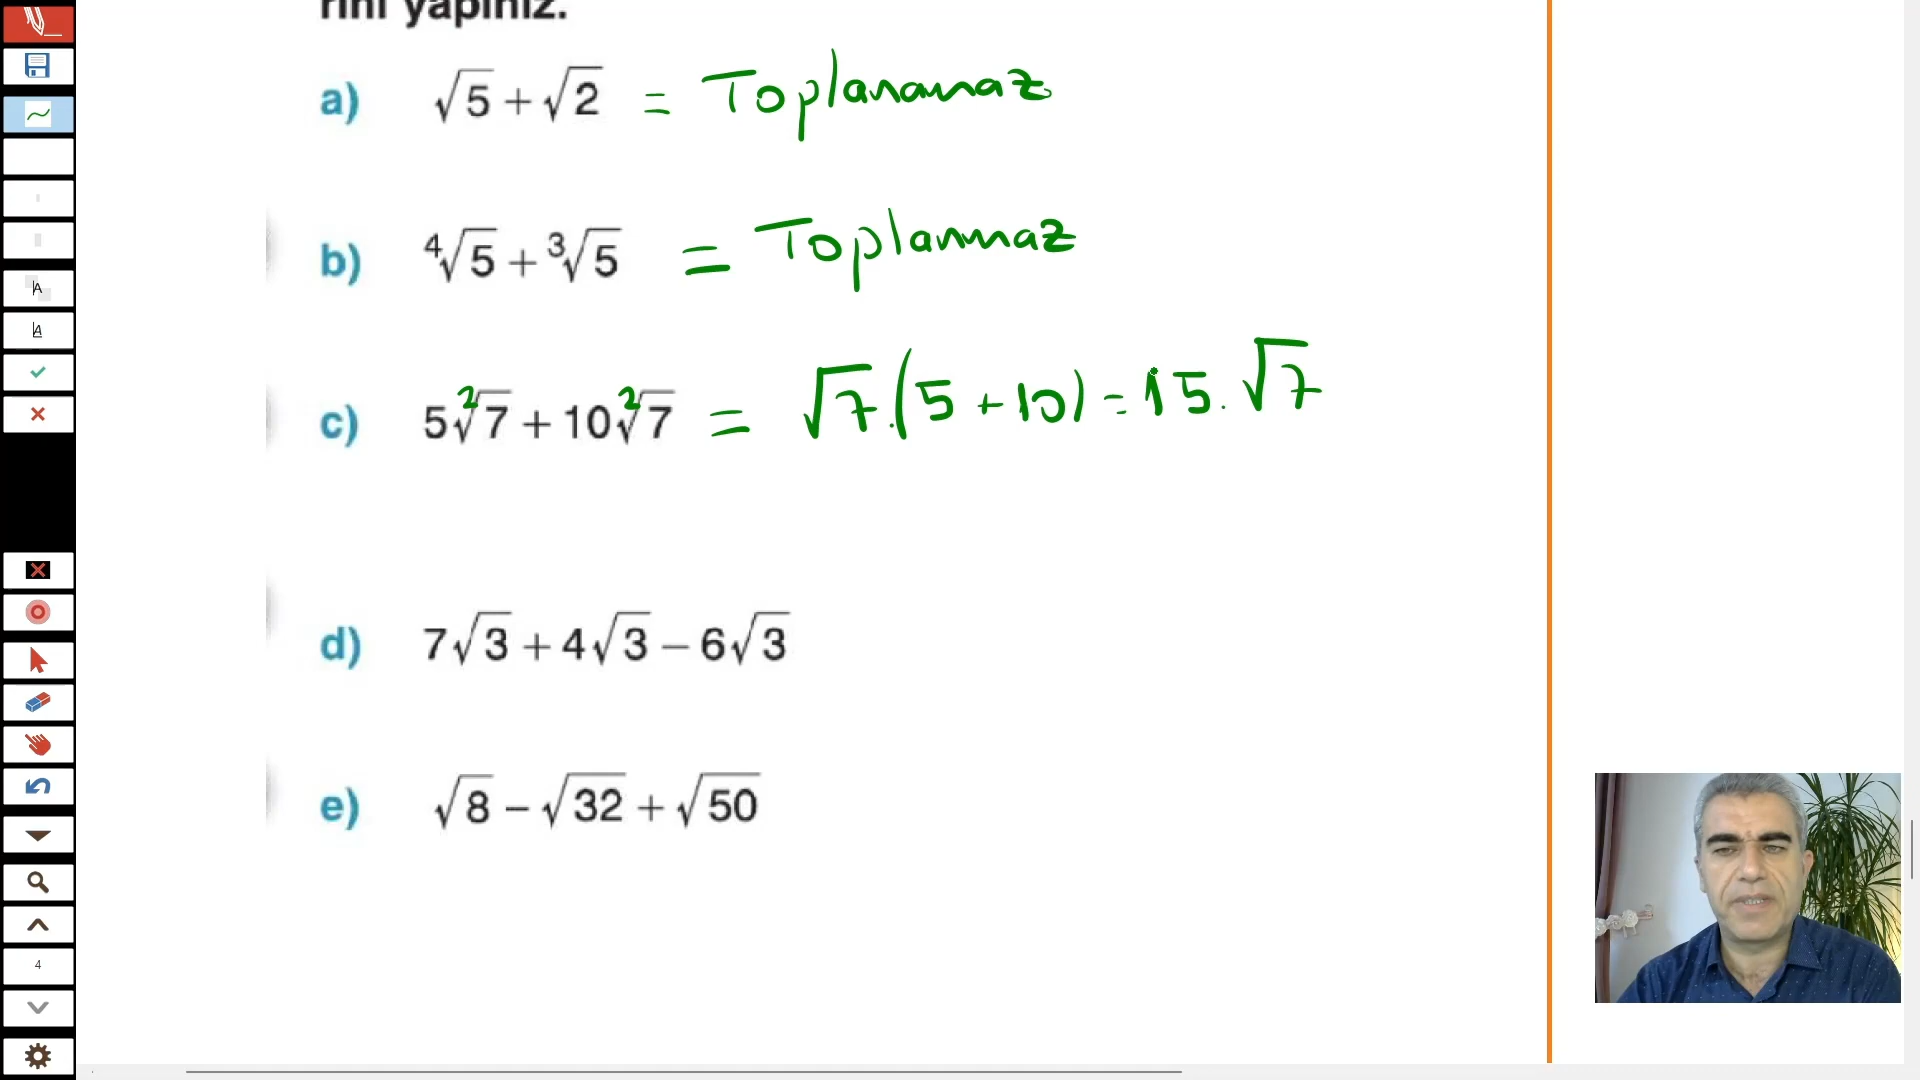 rini yapınız.
a) √5 + √2 = Toplanamaz
b) ⁴√5 + ³√5 = Toplanmaz
c) 5²√7 + 10²√7 = √7.(5+10) = 15.√7
d) 7√3 + 4√3 – 6√3
e) √8 – √32 + √50
A
A
4